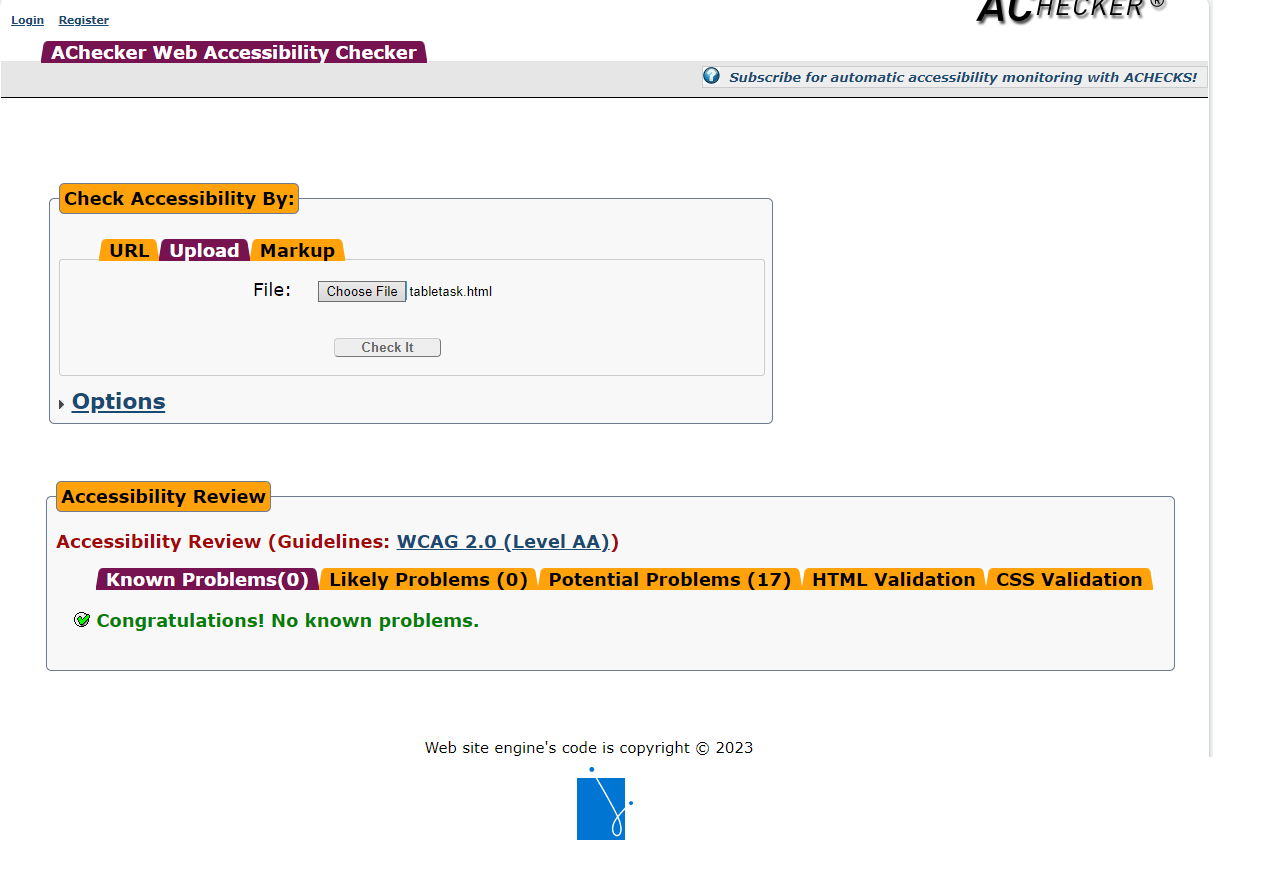 ACHECKER ®
Login Register
AChecker Web Accessibility Checker
Subscribe for automatic accessibility monitoring with ACHECKS!
Check Accessibility By:
URL Upload Markup
File: Choose File tabletask.html
Check It
Options
Accessibility Review
Accessibility Review (Guidelines: WCAG 2.0 (Level AA))
Known Problems(0) Likely Problems (0) Potential Problems (17) HTML Validation CSS Validation
Congratulations! No known problems.
Web site engine's code is copyright © 2023